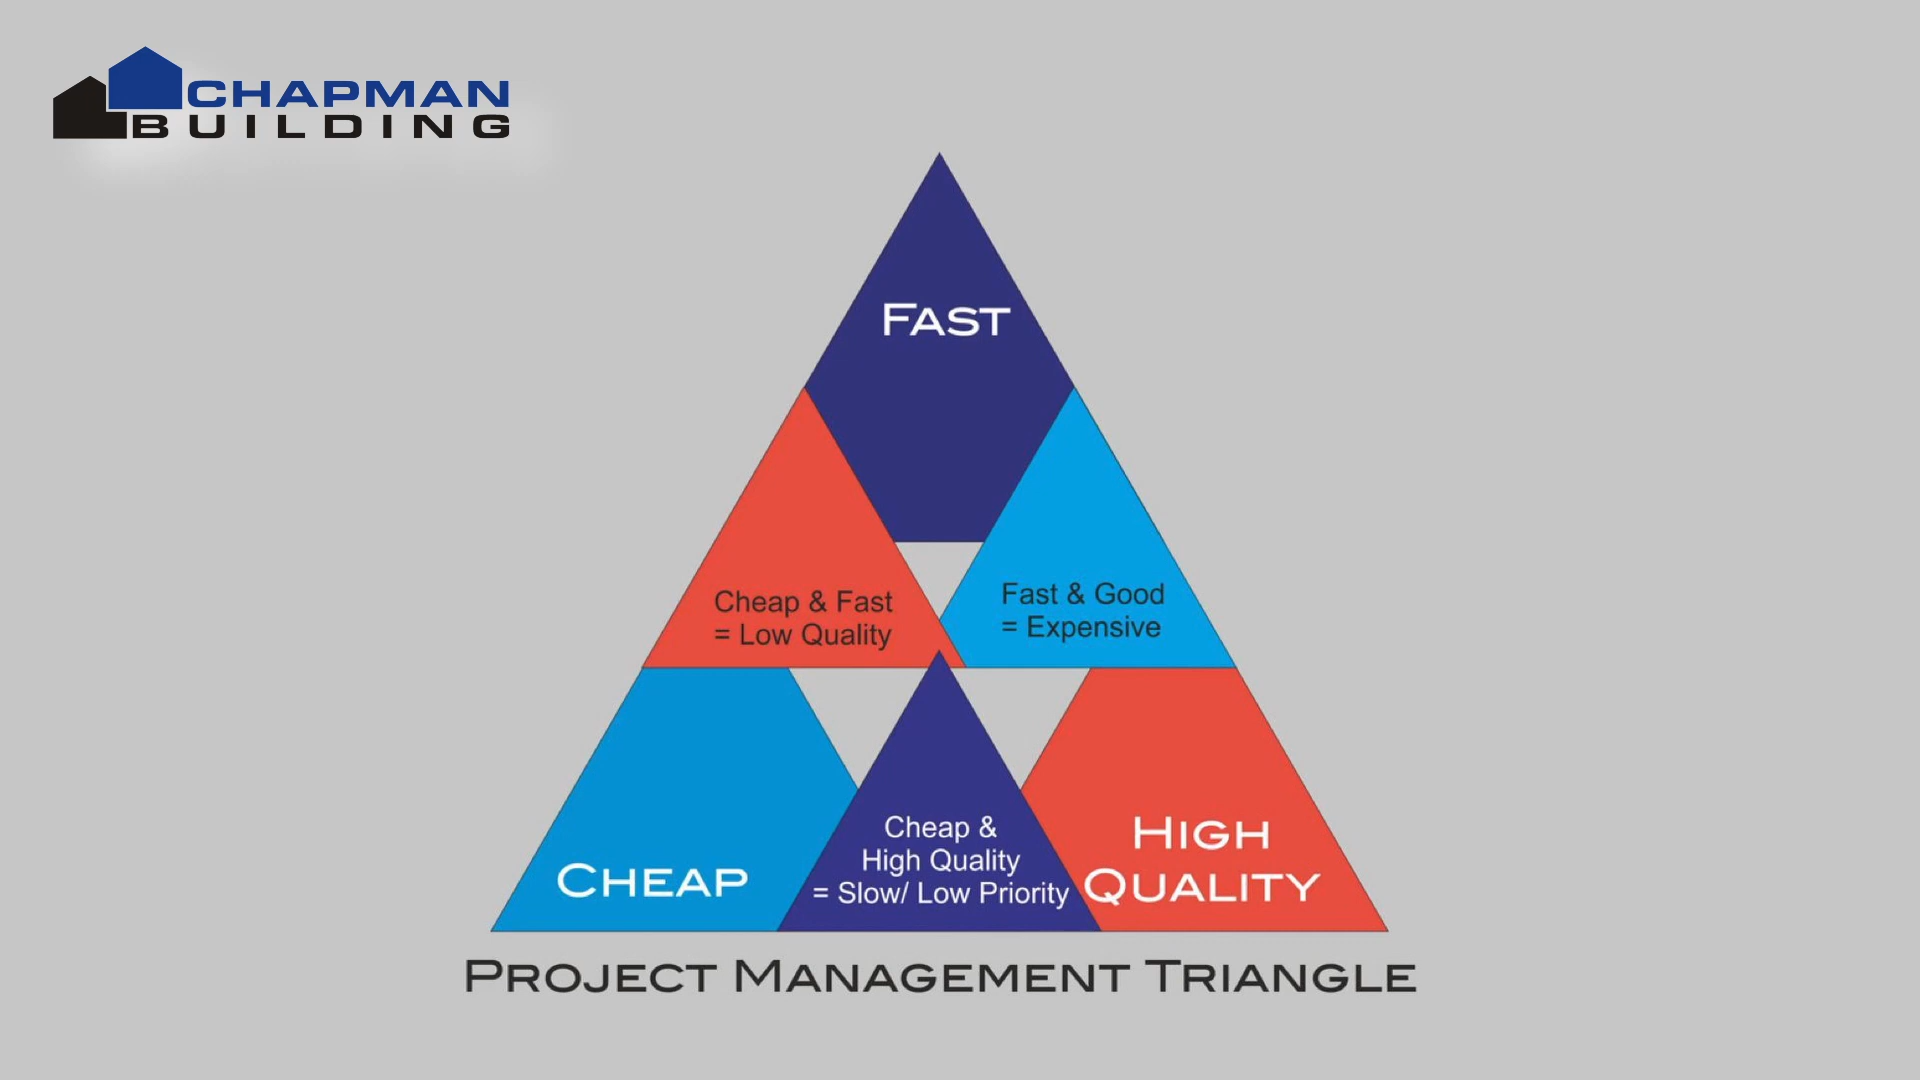 CHAPMAN
BUILDING
FAST
Cheap & Fast
= Low Quality
Fast & Good
= Expensive
CHEAP
Cheap &
High Quality
= Slow/ Low Priority
HIGH
QUALITY
PROJECT MANAGEMENT TRIANGLE